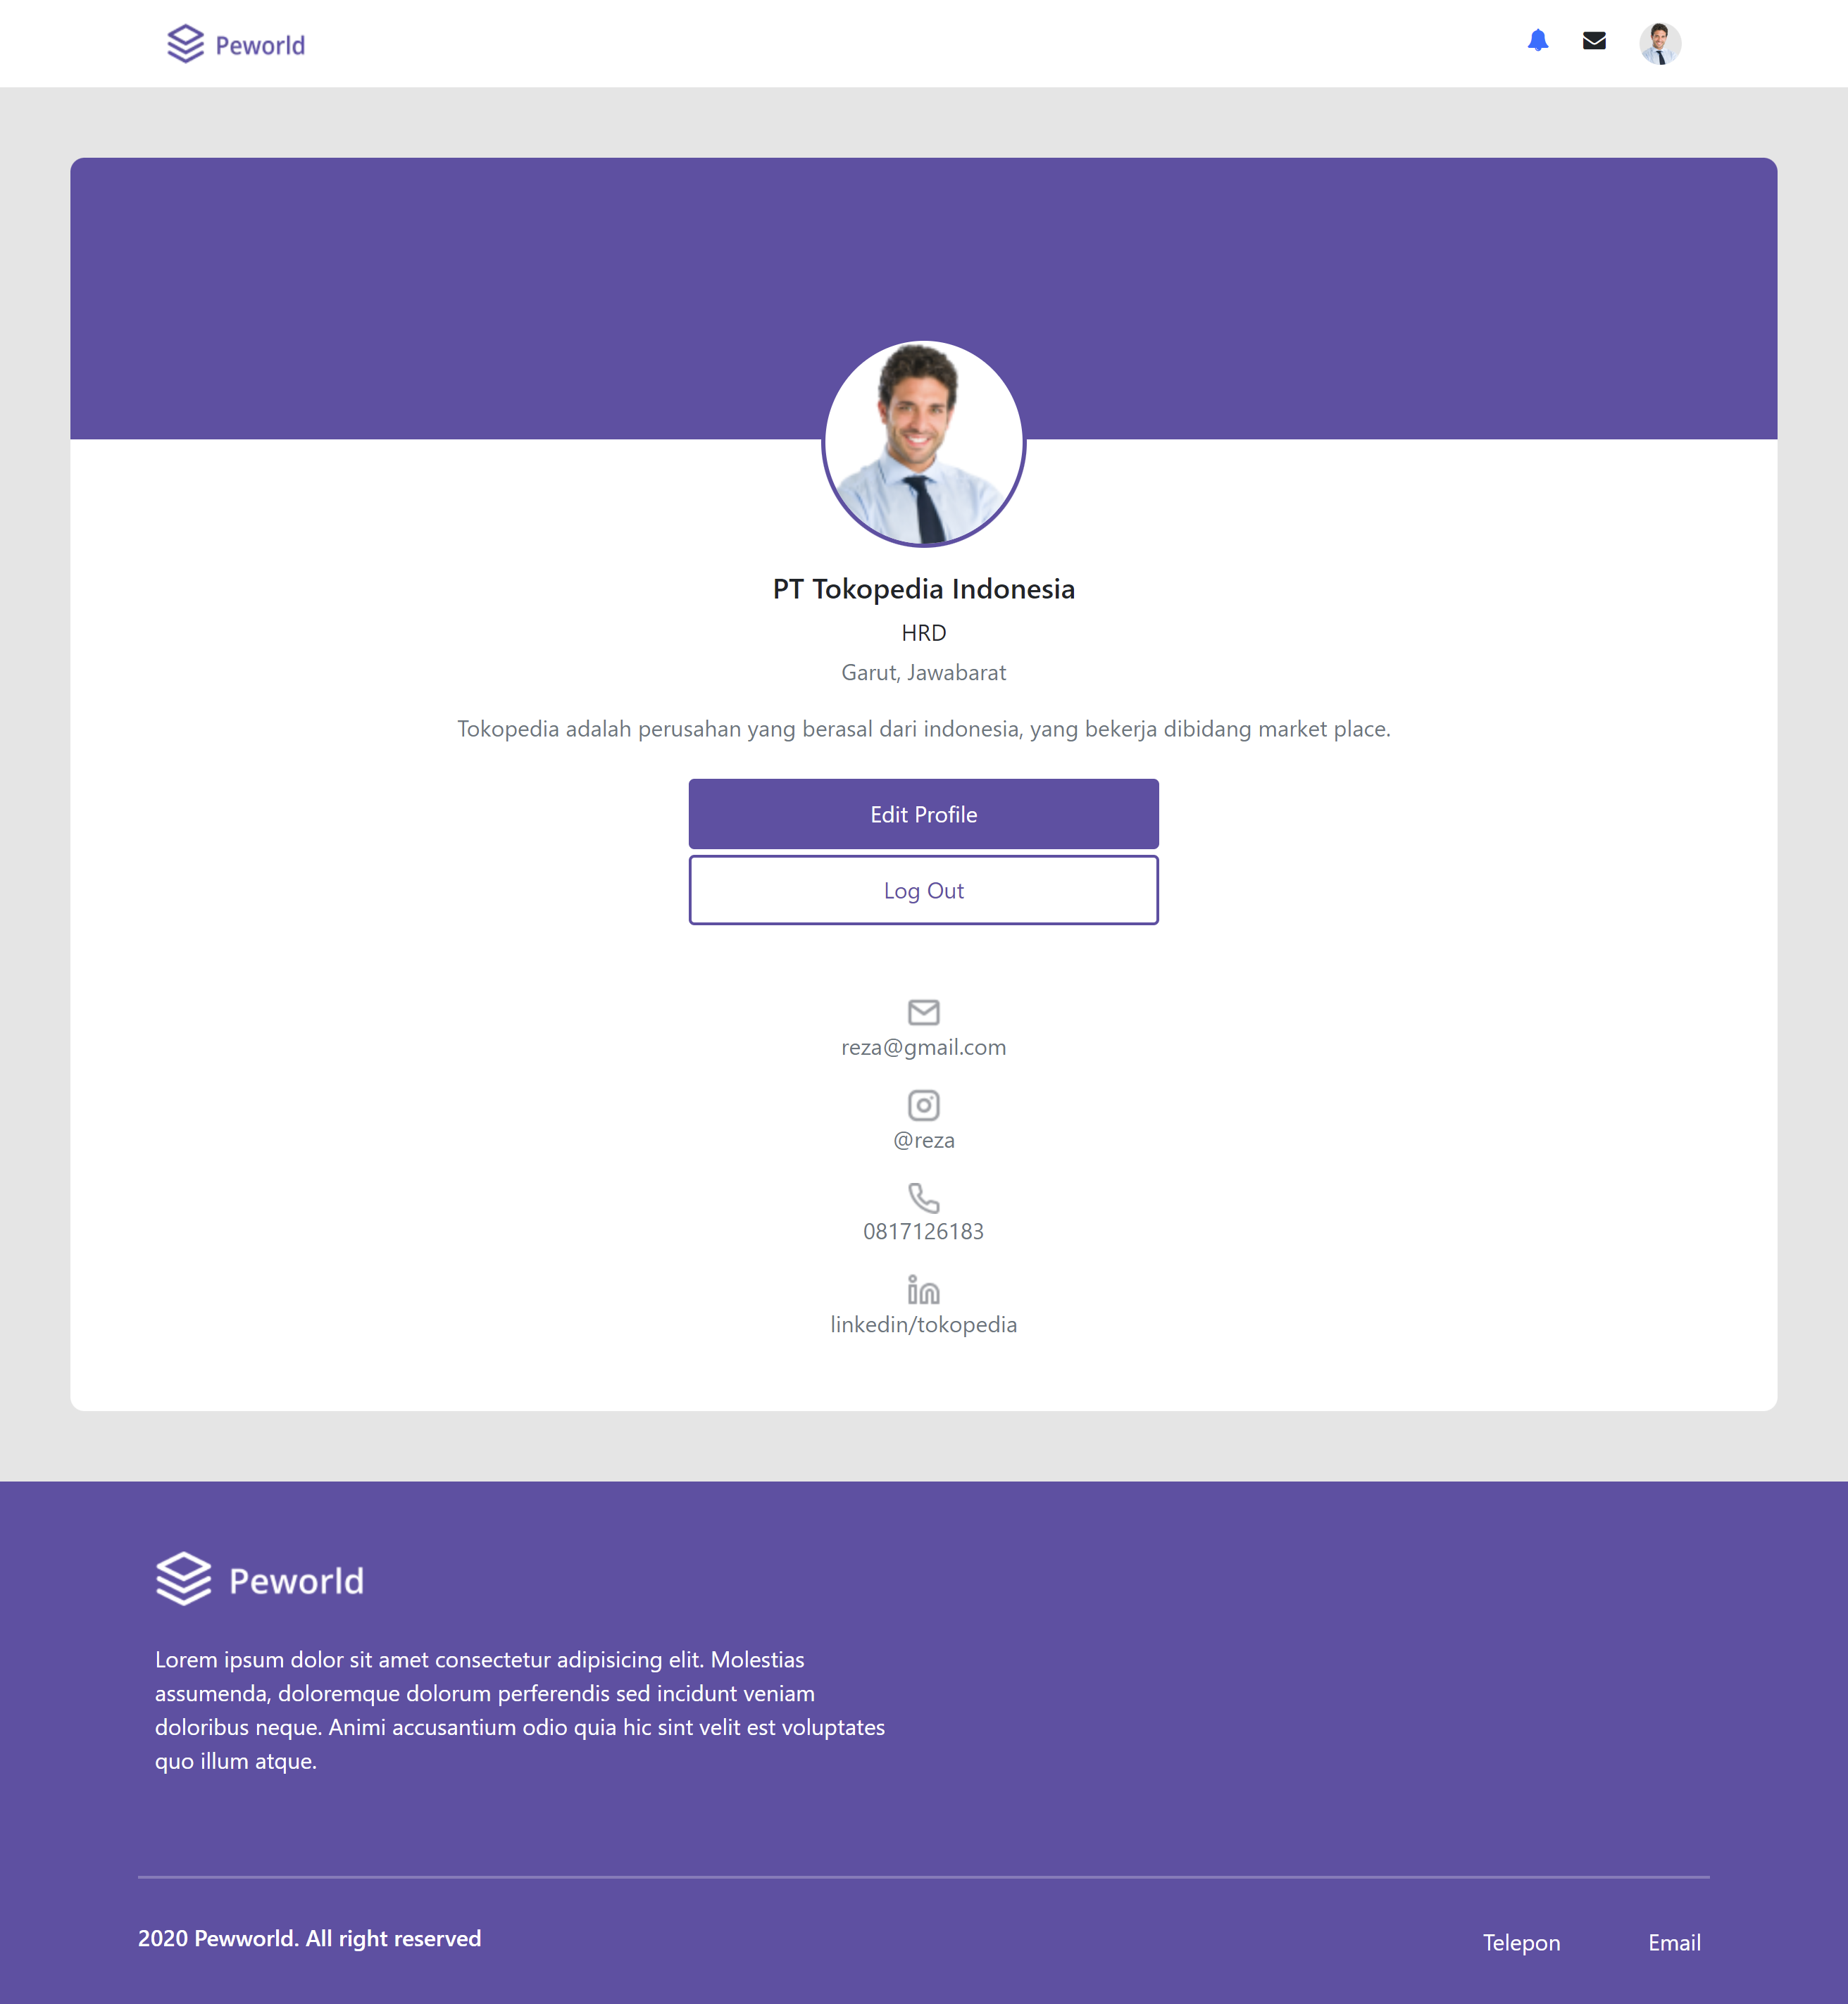 Peworld
PT Tokopedia Indonesia
HRD
Garut, Jawabarat
Tokopedia adalah perusahan yang berasal dari indonesia, yang bekerja dibidang market place.
Edit Profile
Log Out
reza@gmail.com
@reza
0817126183
linkedin/tokopedia
Peworld
Lorem ipsum dolor sit amet consectetur adipisicing elit. Molestias
assumenda, doloremque dolorum perferendis sed incidunt veniam
doloribus neque. Animi accusantium odio quia hic sint velit est voluptates
quo illum atque.
2020 Pewworld. All right reserved
Telepon
Email